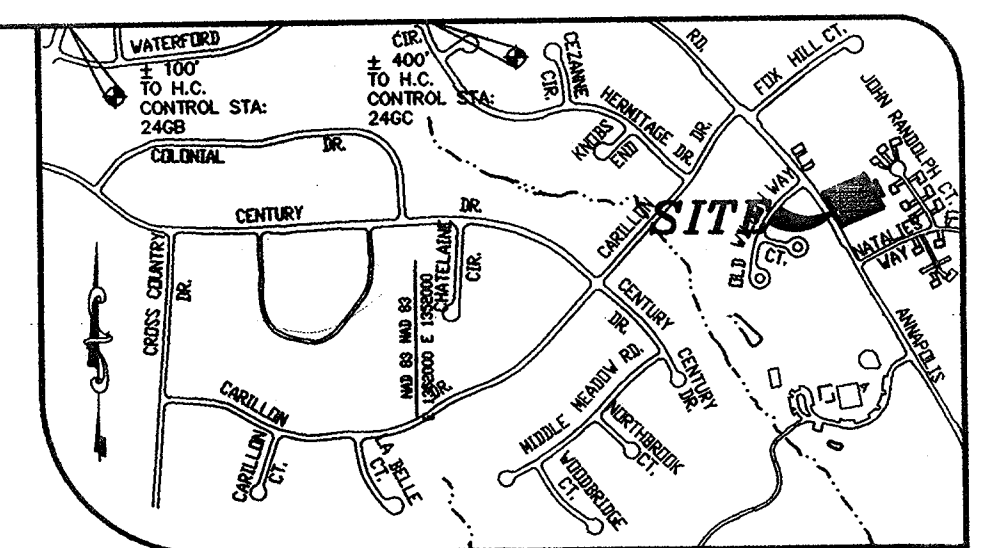 WATERFORD
± 100'
TO H.C.
CONTROL STA:
24GB
CIR.
± 400'
TO H.C.
CONTROL STA:
24GC
CEZANNE
CIR.
HERMITAGE
DR.
KNOBS
END
RD.
DR.
FOX HILL CT.
JOHN RANDOLPH CT.
OLD
COLONIAL
DR.
CENTURY
DR.
CARILLON
SITE
OLD
WAY
CT.
NATALIES
WAY
CROSS COUNTRY
DR.
CHATELAINE
CIR.
NAD 83 NAD 83
E 1352000
CENTURY
DR.
CENTURY
DR.
ANNAPOLIS
CARILLON
DR.
MIDDLE MEADOW RD.
NORTHBROOK
CT.
CARILLON
CT.
LA BELLE
CT.
WOODBRIDGE
CT.